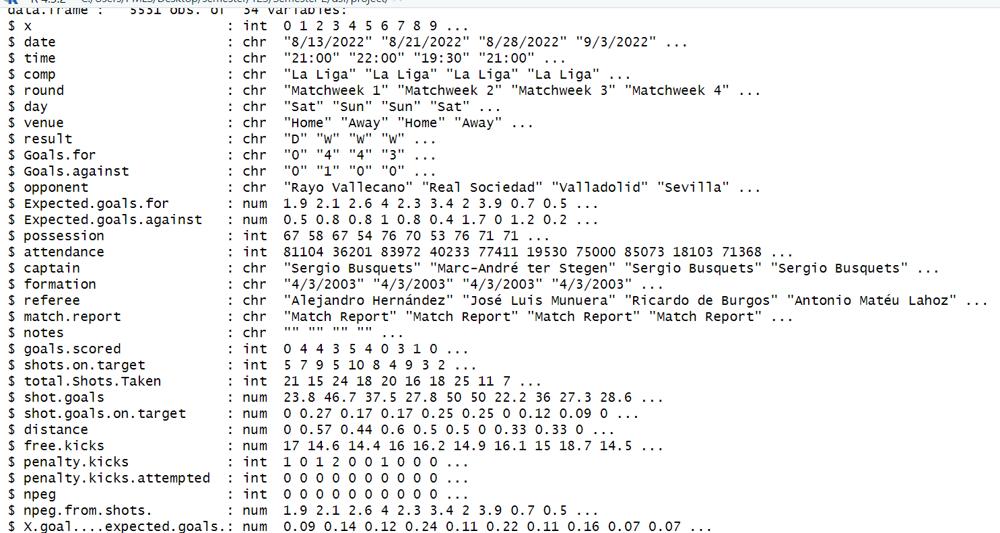 R 4.3.2 C:/Users/PMLS/Desktop/semester/
data.frame': 5531 obs. of 34 variables:
$ x : int 0 1 2 3 4 5 6 7 8 9 ...
$ date : chr "8/13/2022" "8/21/2022" "8/28/2022" "9/3/2022" ...
$ time : chr "21:00" "22:00" "19:30" "21:00" ...
$ comp : chr "La Liga" "La Liga" "La Liga" "La Liga" ...
$ round : chr "Matchweek 1" "Matchweek 2" "Matchweek 3" "Matchweek 4" ...
$ day : chr "Sat" "Sun" "Sun" "Sat" ...
$ venue : chr "Home" "Away" "Home" "Away" ...
$ result : chr "D" "W" "W" "W" ...
$ Goals.for : chr "0" "4" "4" "3" ...
$ Goals.against : chr "0" "1" "0" "0" ...
$ opponent : chr "Rayo Vallecano" "Real Sociedad" "Valladolid" "Sevilla" ...
$ Expected.goals.for : num 1.9 2.1 2.6 4 2.3 3.4 2 3.9 0.7 0.5 ...
$ Expected.goals.against : num 0.5 0.8 0.8 1 0.8 0.4 1.7 0 1.2 0.2 ...
$ possession : int 67 58 67 54 76 70 53 76 71 71 ...
$ attendance : int 81104 36201 83972 40233 77411 19530 75000 85073 18103 71368 ...
$ captain : chr "Sergio Busquets" "Marc-André ter Stegen" "Sergio Busquets" "Sergio Busquets" ...
$ formation : chr "4/3/2003" "4/3/2003" "4/3/2003" "4/3/2003" ...
$ referee : chr "Alejandro Hernández" "José Luis Munuera" "Ricardo de Burgos" "Antonio Matéu Lahoz" ...
$ match.report : chr "Match Report" "Match Report" "Match Report" "Match Report" ...
$ notes : chr "" "" "" "" ...
$ goals.scored : int 0 4 4 3 5 4 0 3 1 0 ...
$ shots.on.target : int 5 7 9 5 10 8 4 9 3 2 ...
$ total.Shots.Taken : int 21 15 24 18 20 16 18 25 11 7 ...
$ shot.goals : num 23.8 46.7 37.5 27.8 50 50 22.2 36 27.3 28.6 ...
$ shot.goals.on.target : num 0 0.27 0.17 0.17 0.25 0.25 0 0.12 0.09 0 ...
$ distance : num 0 0.57 0.44 0.6 0.5 0.5 0 0.33 0.33 0 ...
$ free.kicks : num 17 14.6 14.4 16 16.2 14.9 16.1 15 18.7 14.5 ...
$ penalty.kicks : int 1 0 1 2 0 0 1 0 0 0 ...
$ penalty.kicks.attempted : int 0 0 0 0 0 0 0 0 0 0 ...
$ npeg : int 0 0 0 0 0 0 0 0 0 0 ...
$ npeg.from.shots. : num 1.9 2.1 2.6 4 2.3 3.4 2 3.9 0.7 0.5 ...
$ X.goal....expected.goals.: num 0.09 0.14 0.12 0.24 0.11 0.22 0.11 0.16 0.07 0.07 ...